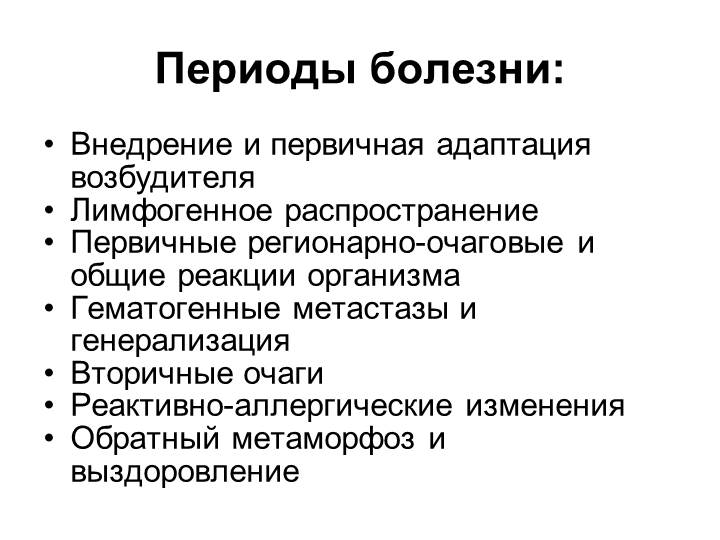 Периоды болезни:
• Внедрение и первичная адаптация
возбудителя
• Лимфогенное распространение
• Первичные регионарно-очаговые и
общие реакции организма
• Гематогенные метастазы и
генерализация
• Вторичные очаги
• Реактивно-аллергические изменения
• Обратный метаморфоз и
выздоровление